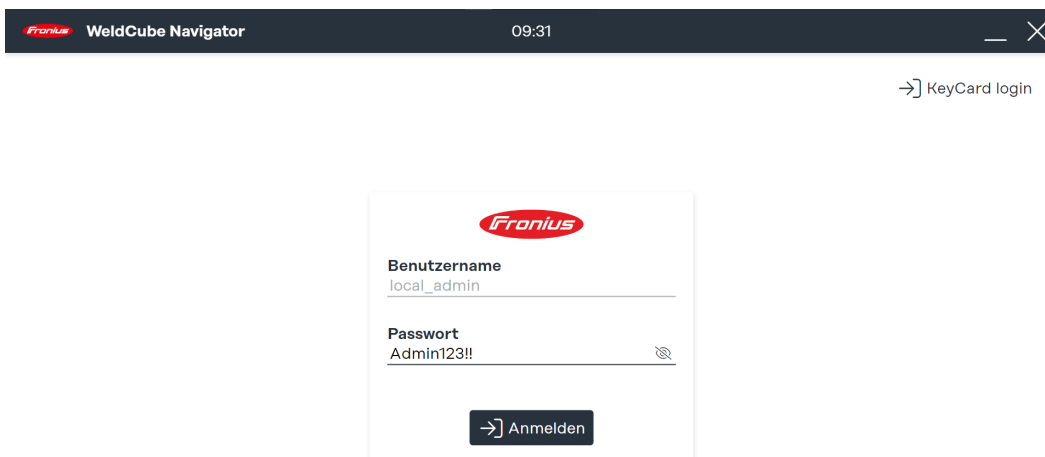 Fronius WeldCube Navigator 09:31
KeyCard login
Fronius
Benutzername
local_admin
Passwort
Admin123!!
Anmelden